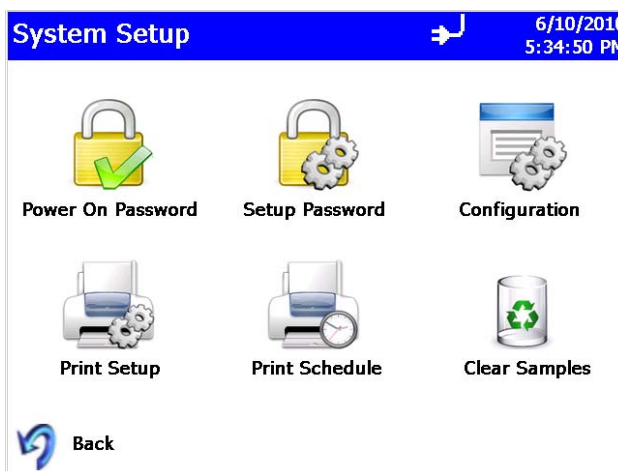 System Setup
6/10/2010
5:34:50 PM
Power On Password
Setup Password
Configuration
Print Setup
Print Schedule
Clear Samples
Back